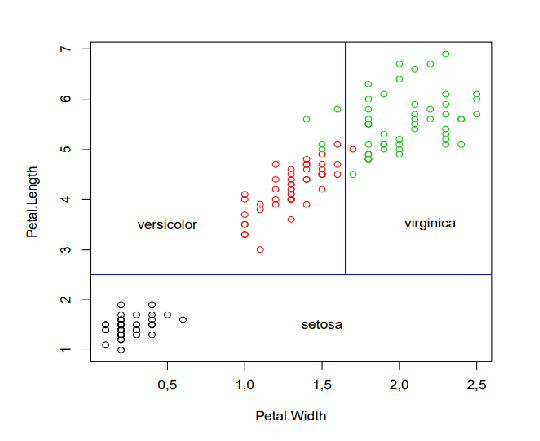 7
6
5
4
3
2
1
Petal.Length
versicolor
virginica
setosa
0,5
1,0
1,5
2,0
2,5
Petal.Width